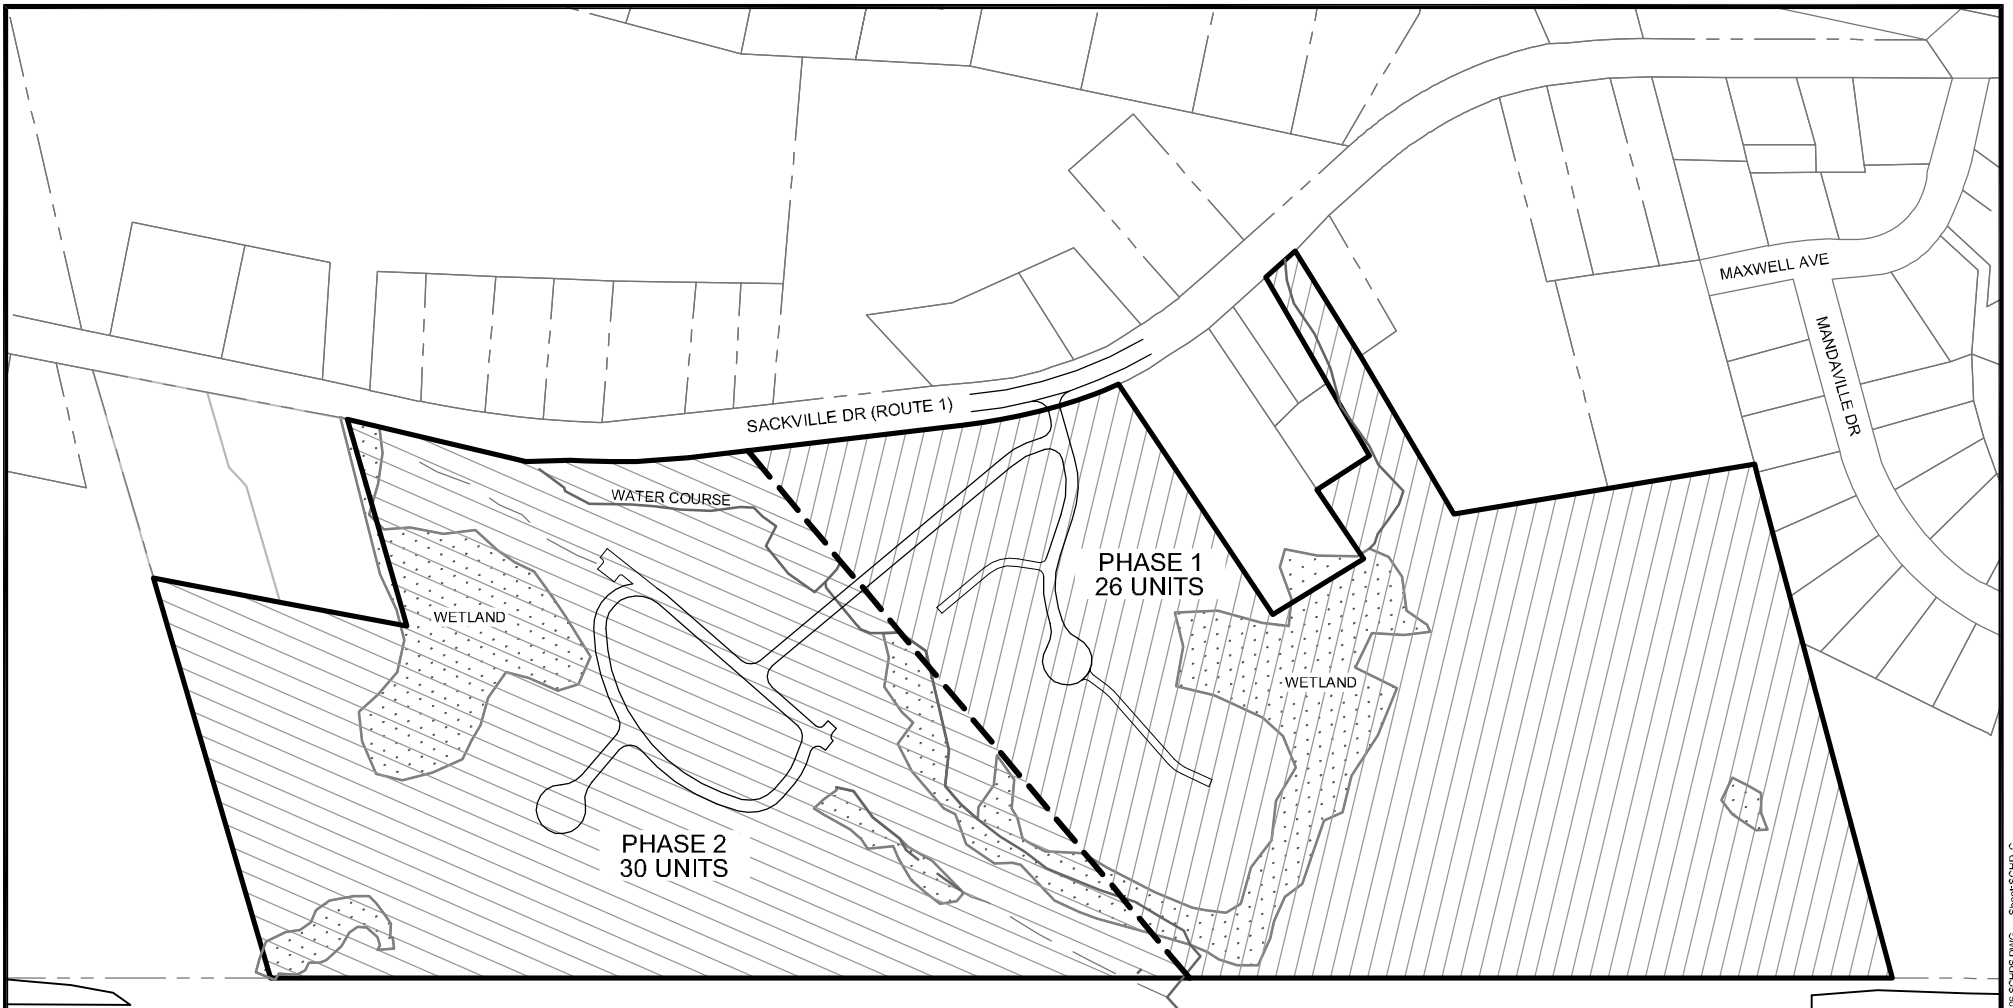 MAXWELL AVE
MANDAVILLE DR
SACKVILLE DR (ROUTE 1)
WATER COURSE
PHASE 1
26 UNITS
WETLAND
WETLAND
PHASE 2
30 UNITS